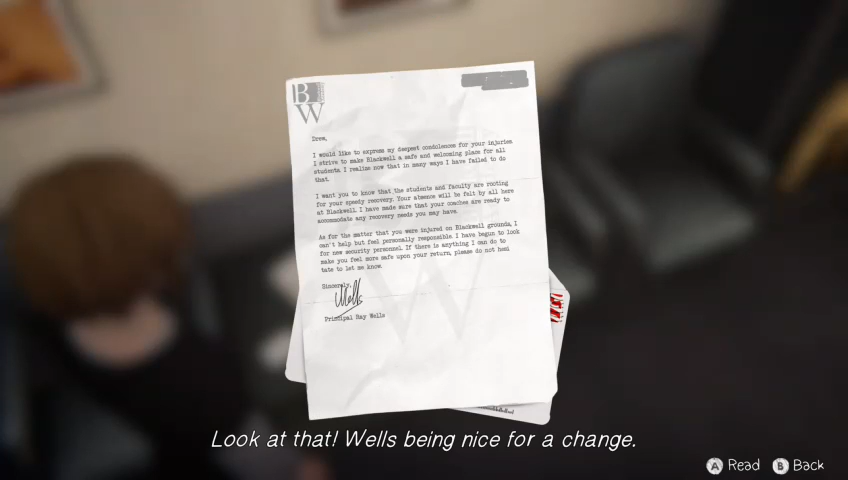 BW
Drew,
I would like to express my deepest condolences for your injuries
I strive to make Blackwell a safe and welcoming place for all
students. I realize now that in many ways I have failed to do
that.
I want you to know that the students and faculty are rooting
for your speedy recovery. Your absence will be felt by all here
at Blackwell. I have made sure that your coaches are ready to
accommodate any recovery needs you may have.
As for the matter that you were injured on Blackwell grounds, I
can't help but feel personally responsible. I have begun to look
for new security personnel. If there is anything I can do to
make you feel more safe upon your return, please do not hesi
tate to let me know.
Sincerely,
Wells
Principal Ray Wells
Look at that! Wells being nice for a change.
A Read B Back